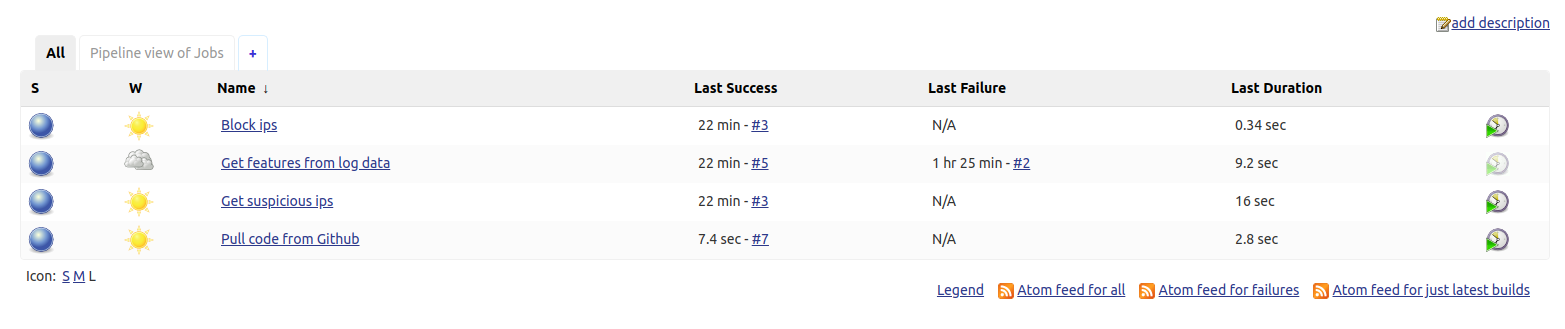 add description
All Pipeline view of Jobs +
S W Name ↓ Last Success Last Failure Last Duration
Block ips 22 min - #3 N/A 0.34 sec
Get features from log data 22 min - #5 1 hr 25 min - #2 9.2 sec
Get suspicious ips 22 min - #3 N/A 16 sec
Pull code from Github 7.4 sec - #7 N/A 2.8 sec
Icon: S M L
Legend Atom feed for all Atom feed for failures Atom feed for just latest builds